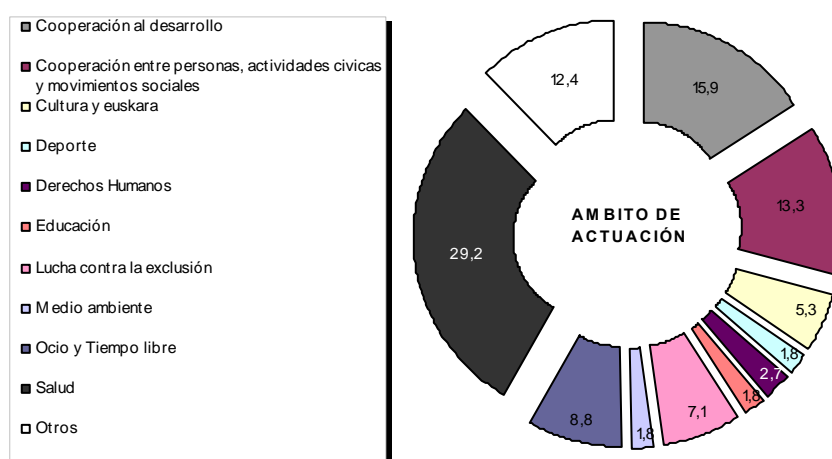 Cooperación al desarrollo
Cooperación entre personas, actividades civicas
y movimientos sociales
Cultura y euskara
Deporte
Derechos Humanos
Educación
Lucha contra la exclusión
Medio ambiente
Ocio y Tiempo libre
Salud
Otros
AMBITO DE
ACTUACIÓN
15,9
13,3
5,3
1,8
2,7
1,8
7,1
1,8
8,8
29,2
12,4